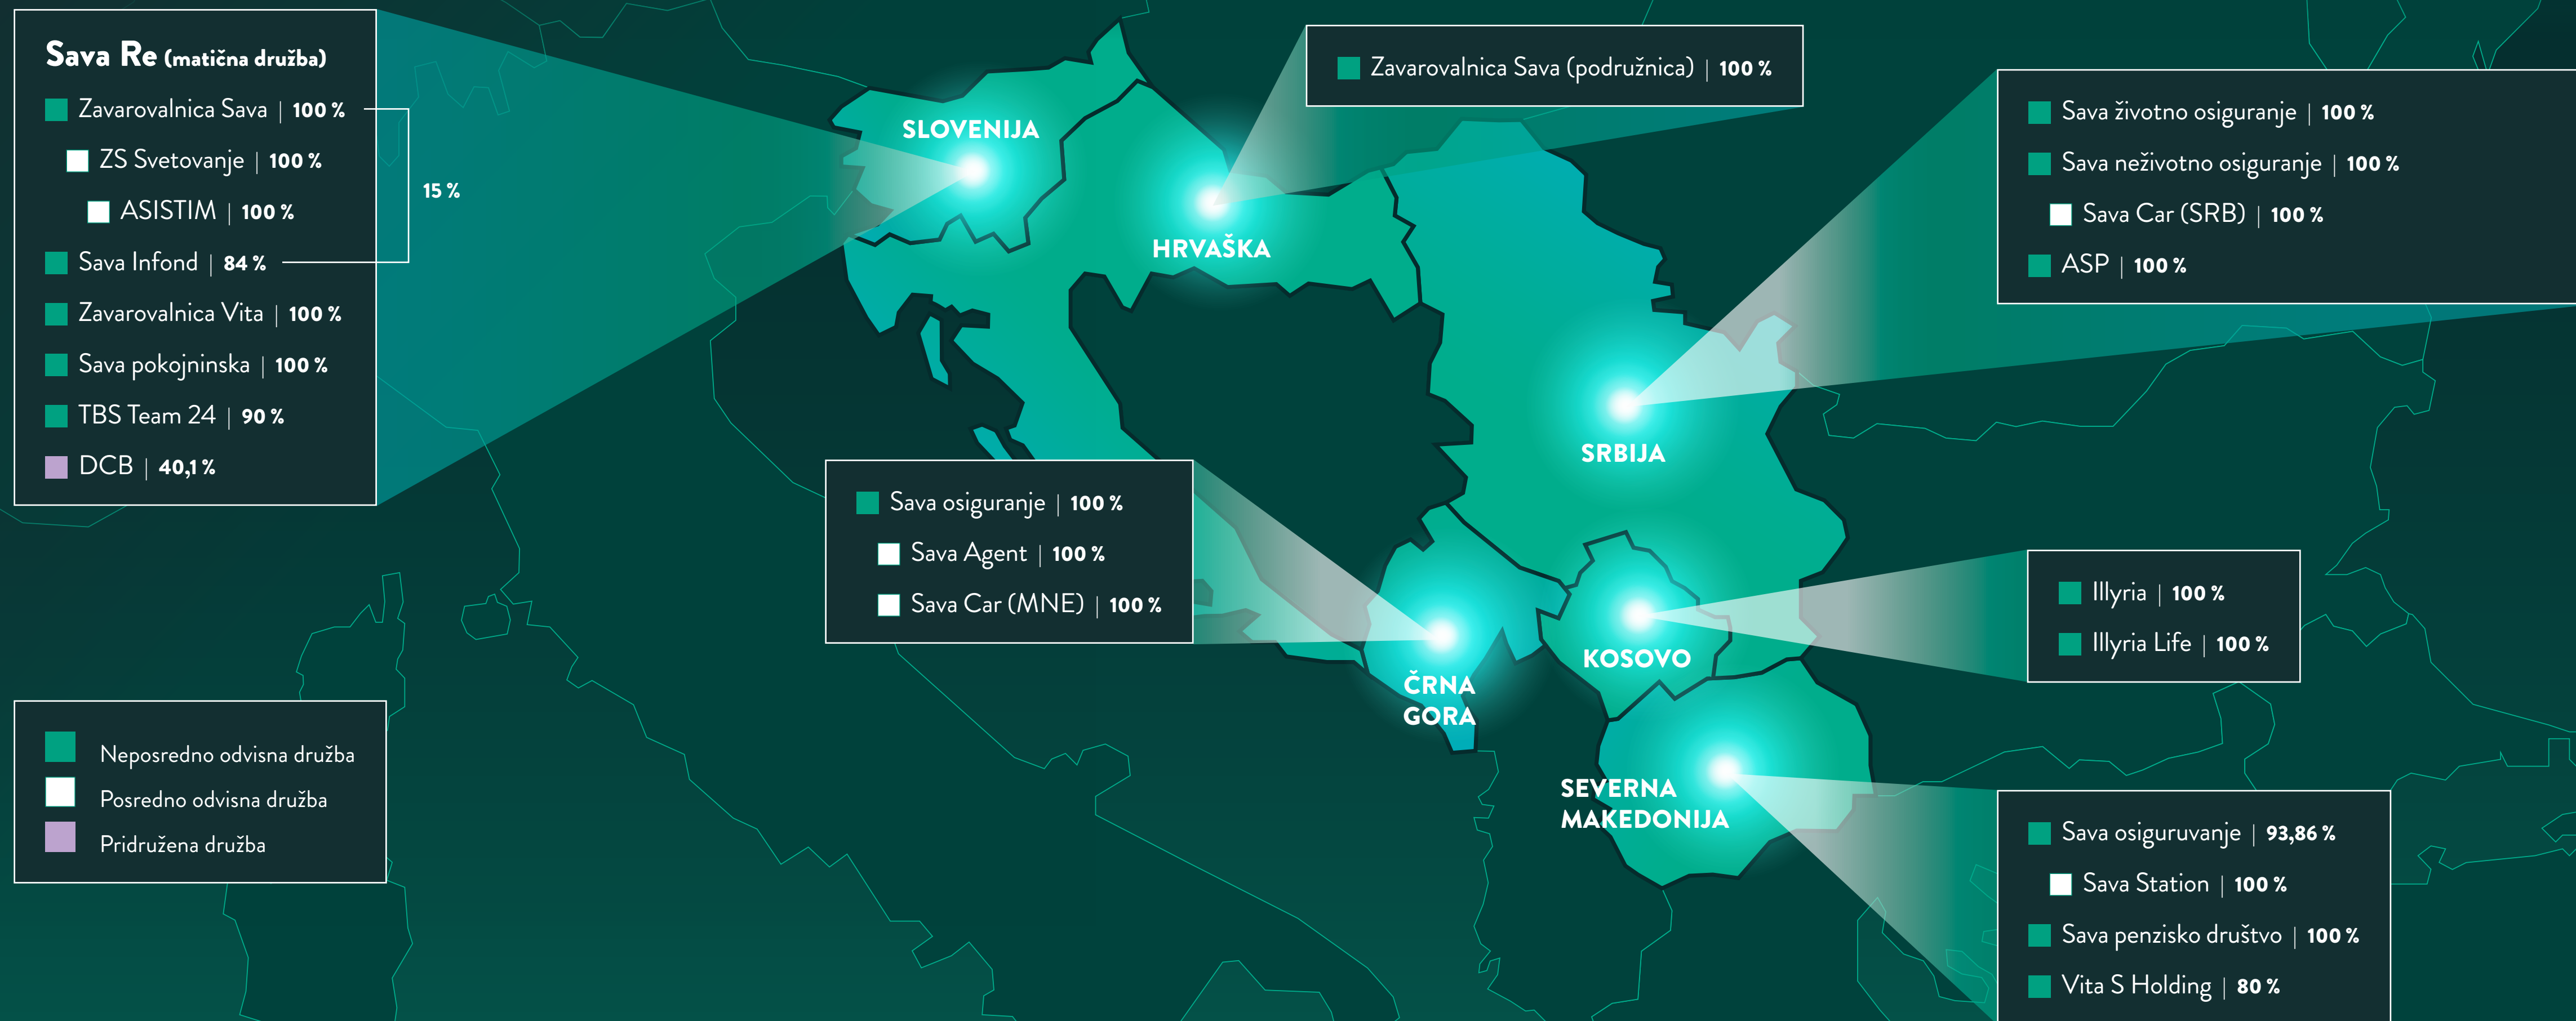 Sava Re (matična družba)
Zavarovalnica Sava | 100 %
ZS Svetovanje | 100 %
ASISTIM | 100 %
Sava Infond | 84 %
15 %
Zavarovalnica Vita | 100 %
Sava pokojninska | 100 %
TBS Team 24 | 90 %
DCB | 40,1 %
Neposredno odvisna družba
Posredno odvisna družba
Pridružena družba
SLOVENIJA
HRVAŠKA
Zavarovalnica Sava (podružnica) | 100 %
Sava životno osiguranje | 100 %
Sava neživotno osiguranje | 100 %
Sava Car (SRB) | 100 %
ASP | 100 %
SRBIJA
Sava osiguranje | 100 %
Sava Agent | 100 %
Sava Car (MNE) | 100 %
ČRNA
GORA
KOSOVO
Illyria | 100 %
Illyria Life | 100 %
SEVERNA
MAKEDONIJA
Sava osiguruvanje | 93,86 %
Sava Station | 100 %
Sava penzisko društvo | 100 %
Vita S Holding | 80 %